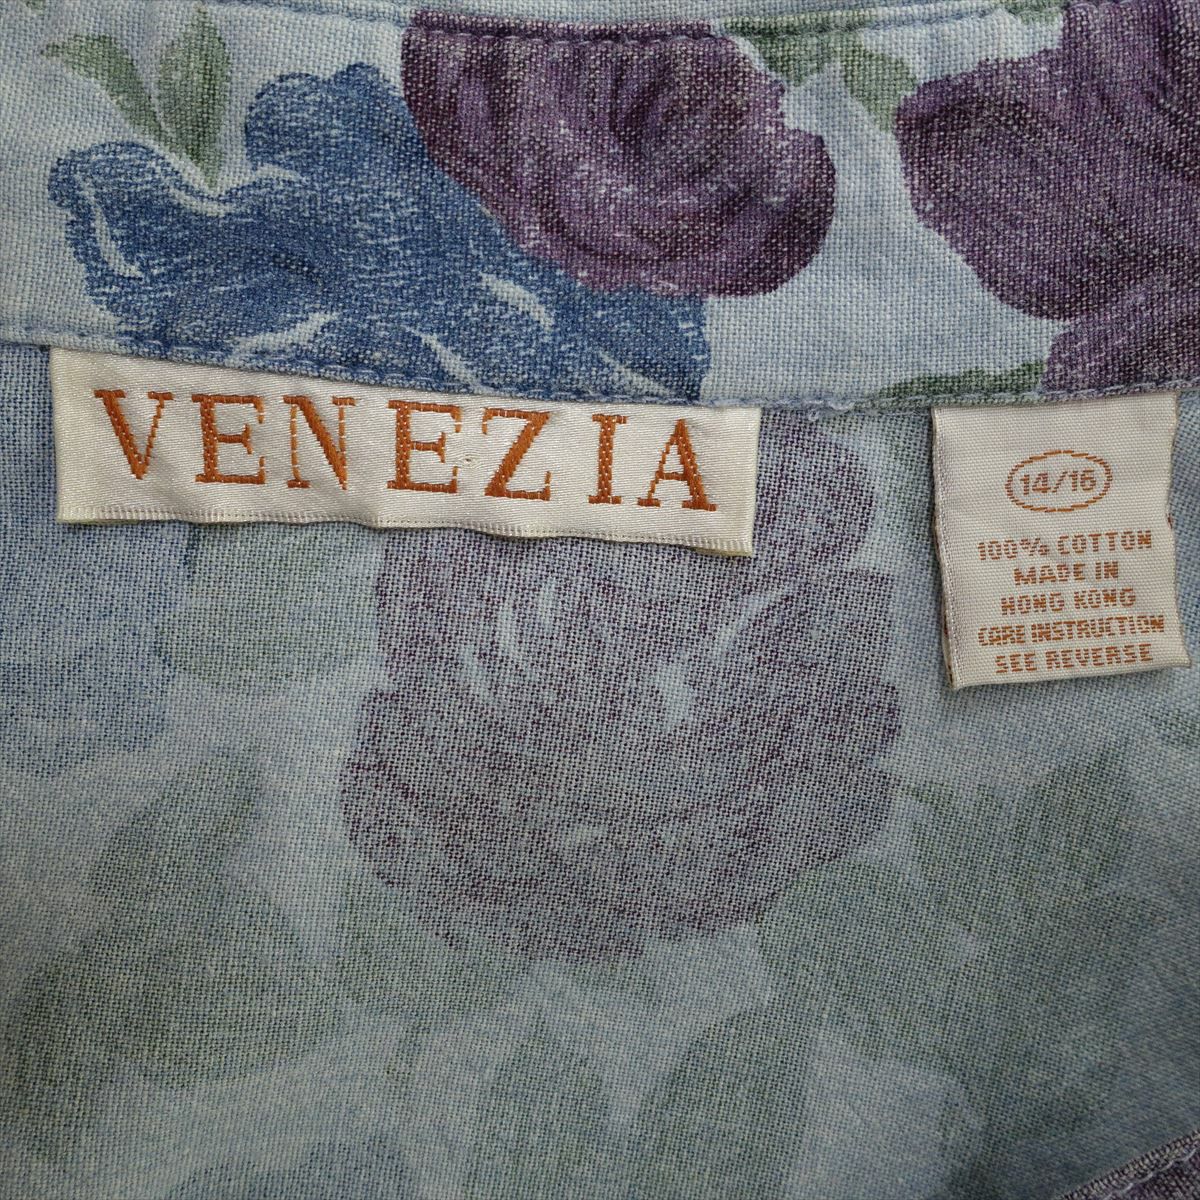 VENEZIA
14/16
100% COTTON
MADE IN
HONG KONG
CARE INSTRUCTION
SEE REVERSE